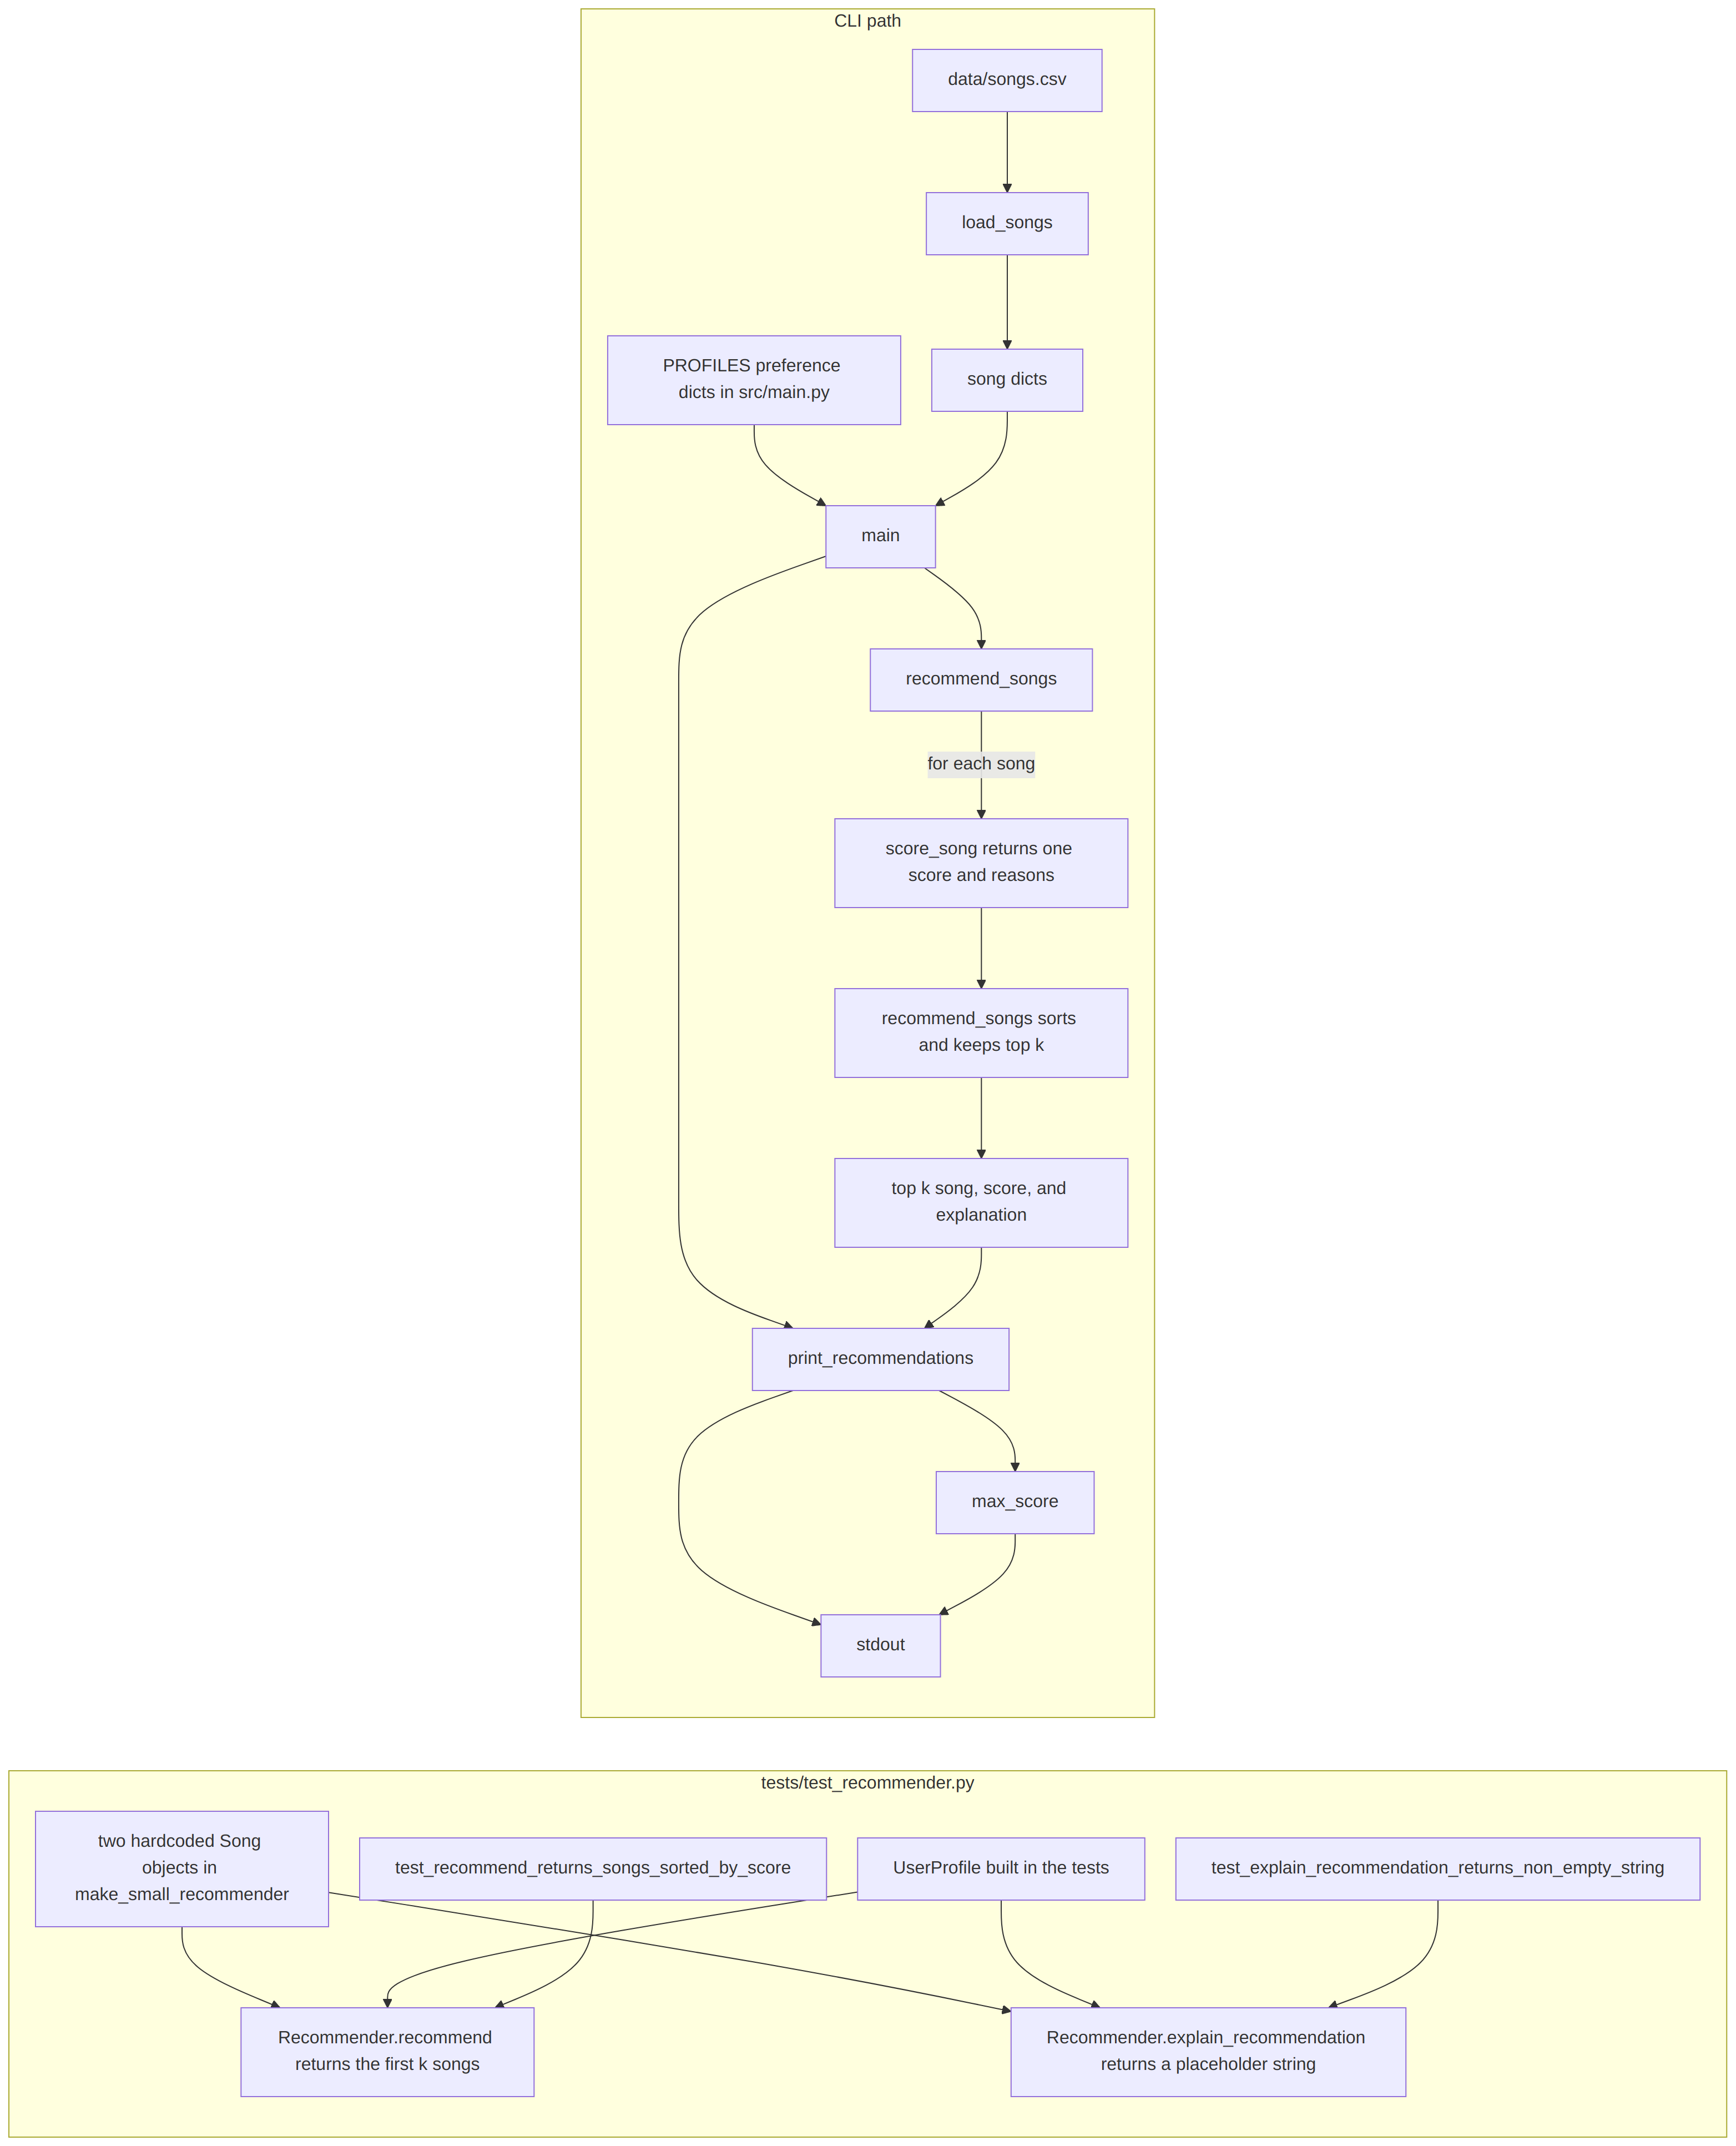 CLI path
data/songs.csv
load_songs
PROFILES preference
dicts in src/main.py
song dicts
main
recommend_songs
for each song
score_song returns one
score and reasons
recommend_songs sorts
and keeps top k
top k song, score, and
explanation
print_recommendations
max_score
stdout
tests/test_recommender.py
two hardcoded Song
objects in
make_small_recommender
test_recommend_returns_songs_sorted_by_score
UserProfile built in the tests
test_explain_recommendation_returns_non_empty_string
Recommender.recommend
returns the first k songs
Recommender.explain_recommendation
returns a placeholder string